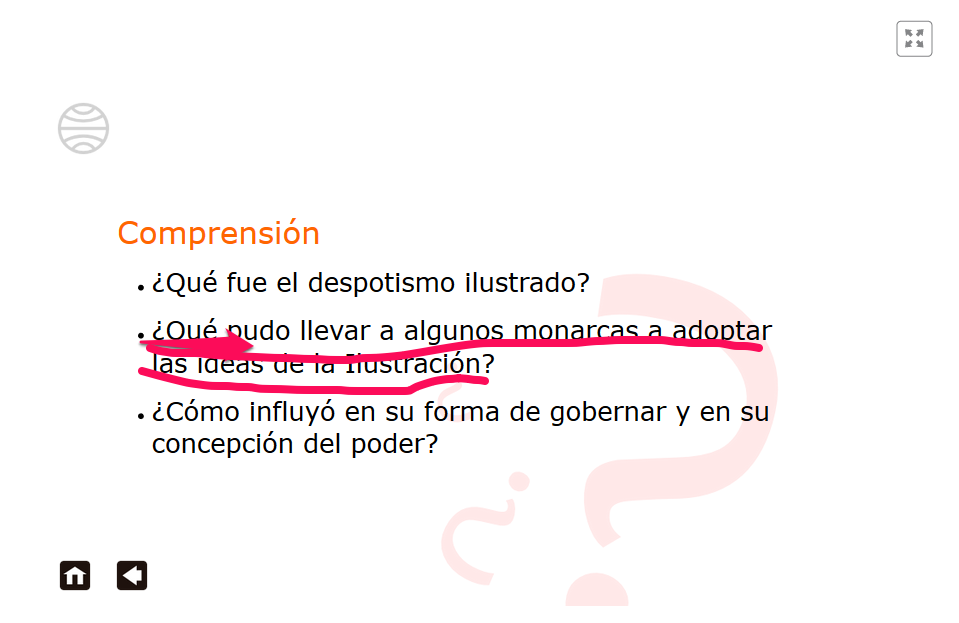 Comprensión
• ¿Qué fue el despotismo ilustrado?
• ¿Qué pudo llevar a algunos monarcas a adoptar
las ideas de la Ilustración?
• ¿Cómo influyó en su forma de gobernar y en su
concepción del poder?